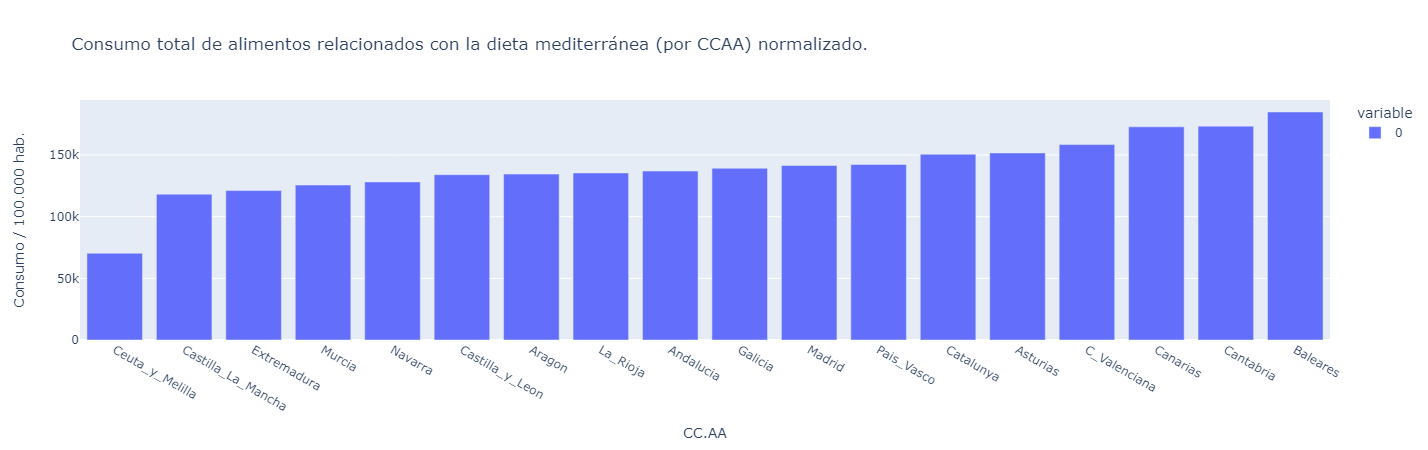 Consumo total de alimentos relacionados con la dieta mediterránea (por CCAA) normalizado.
variable
0
Consumo / 100.000 hab.
150k
100k
50k
0
Ceuta_y_Melilla
Castilla_La_Mancha
Extremadura
Murcia
Navarra
Castilla_y_Leon
Aragon
La_Rioja
Andalucia
Galicia
Madrid
Pais_Vasco
Catalunya
Asturias
C_Valenciana
Canarias
Cantabria
Baleares
CC.AA